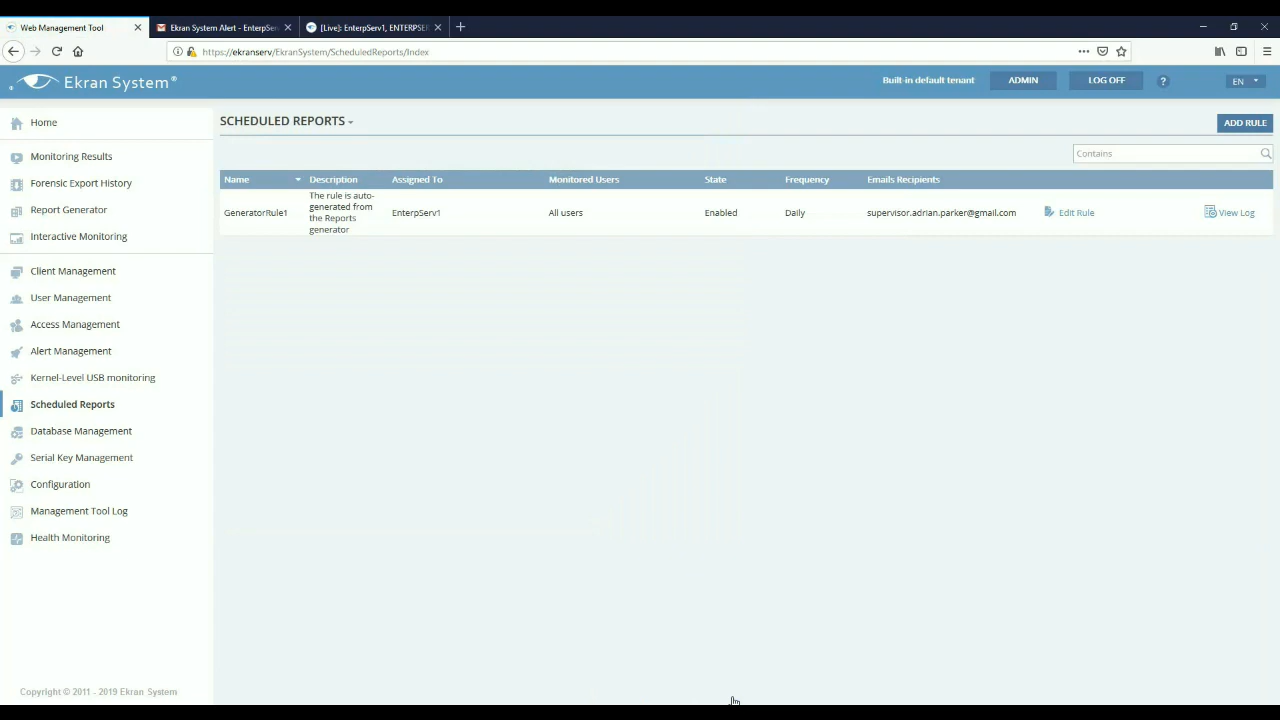 Web Management Tool
Ekran System Alert - EnterpSer
[Live]: EnterpServ1, ENTERPSER
https://ekranserv/EkranSystem/ScheduledReports/Index
Ekran System®
Built-in default tenant
ADMIN
LOG OFF
?
EN
Home
Monitoring Results
Forensic Export History
Report Generator
Interactive Monitoring
Client Management
User Management
Access Management
Alert Management
Kernel-Level USB monitoring
Scheduled Reports
Database Management
Serial Key Management
Configuration
Management Tool Log
Health Monitoring
Copyright © 2011 - 2019 Ekran System
SCHEDULED REPORTS
ADD RULE
Contains
Name Description Assigned To Monitored Users State Frequency Emails Recipients
GeneratorRule1
The rule is auto-
generated from
the Reports
generator
EnterpServ1
All users
Enabled
Daily
supervisor.adrian.parker@gmail.com
Edit Rule
View Log